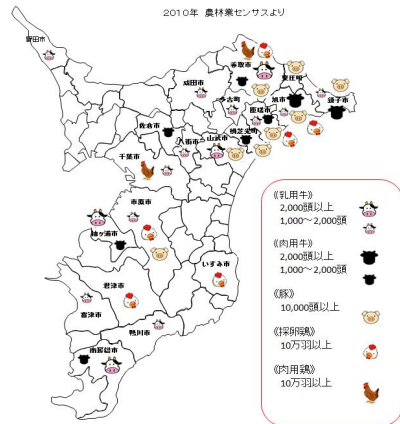 2010年 農林業センサスより
野田市
香取市
東庄町
成田市
多古町
旭市
銚子市
匝瑳市
佐倉市
八街市
山武市
横芝光町
千葉市
市原市
袖ヶ浦市
いすみ市
君津市
富津市
鴨川市
南房総市
《乳用牛》
2,000頭以上
1,000～2,000頭
《肉用牛》
2,000頭以上
1,000～2,000頭
《豚》
10,000頭以上
《採卵鶏》
10万羽以上
《肉用鶏》
10万羽以上